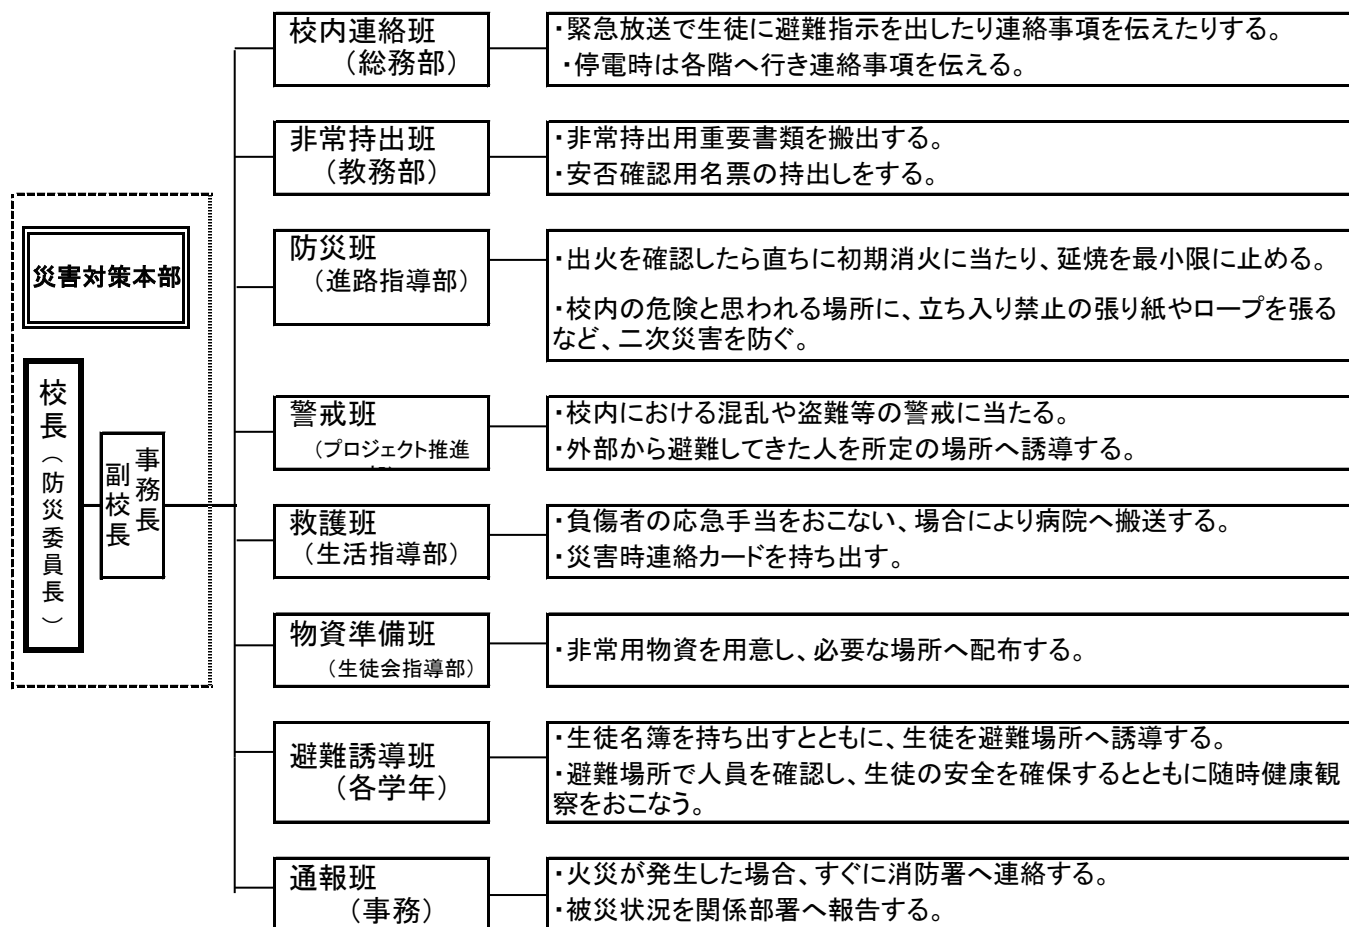 校内連絡班
（総務部）
・緊急放送で生徒に避難指示を出したり連絡事項を伝えたりする。
・停電時は各階へ行き連絡事項を伝える。
非常持出班
（教務部）
・非常持出用重要書類を搬出する。
・安否確認用名票の持出しをする。
災害対策本部
校長（防災委員長）
事務長
副校長
防災班
（進路指導部）
・出火を確認したら直ちに初期消火に当たり、延焼を最小限に止める。
・校内の危険と思われる場所に、立ち入り禁止の張り紙やロープを張る
など、二次災害を防ぐ。
警戒班
（プロジェクト推進
・校内における混乱や盗難等の警戒に当たる。
・外部から避難してきた人を所定の場所へ誘導する。
救護班
（生活指導部）
・負傷者の応急手当をおこない、場合により病院へ搬送する。
・災害時連絡カードを持ち出す。
物資準備班
（生徒会指導部）
・非常用物資を用意し、必要な場所へ配布する。
避難誘導班
（各学年）
・生徒名簿を持ち出すとともに、生徒を避難場所へ誘導する。
・避難場所で人員を確認し、生徒の安全を確保するとともに随時健康観
察をおこなう。
通報班
（事務）
・火災が発生した場合、すぐに消防署へ連絡する。
・被災状況を関係部署へ報告する。